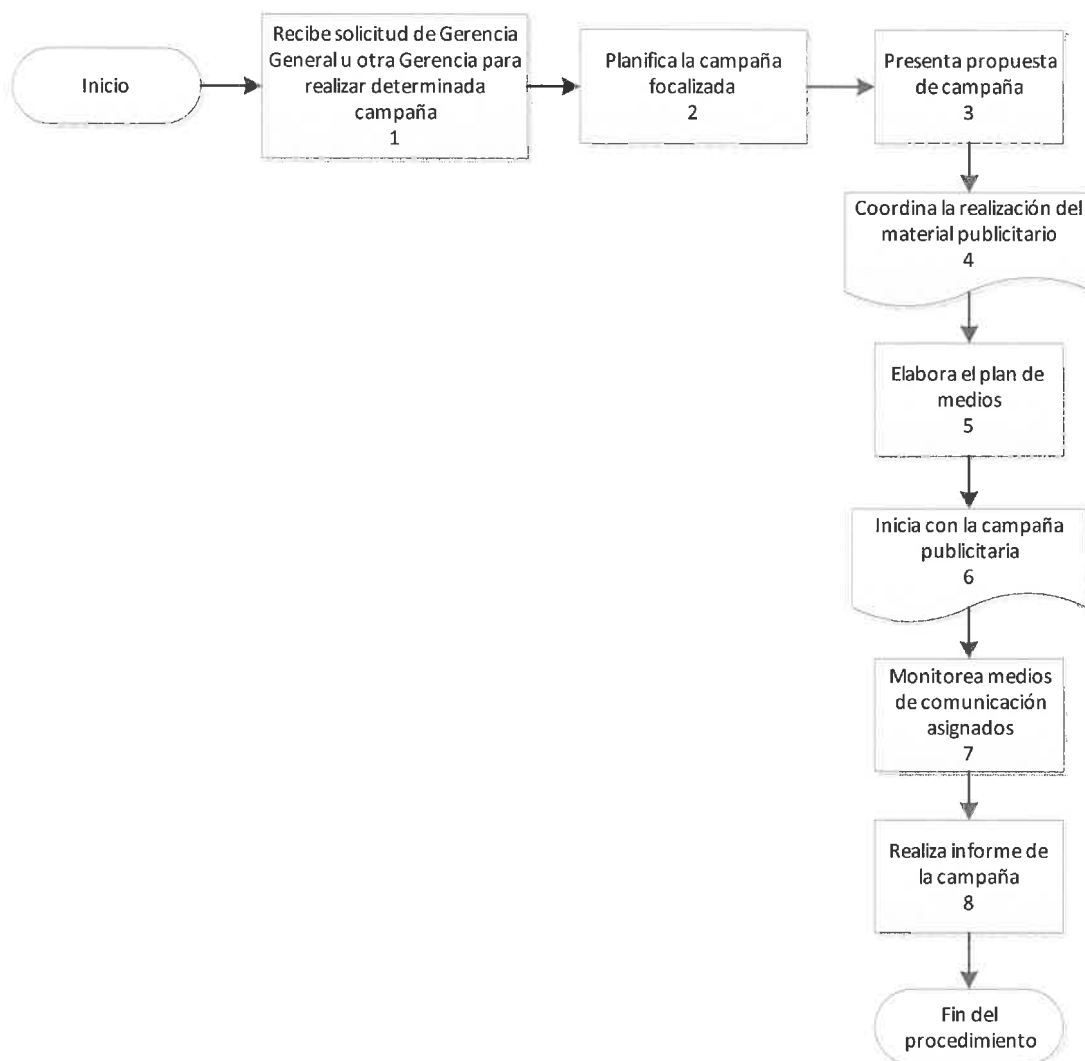 Inicio
Recibe solicitud de Gerencia
General u otra Gerencia para
realizar determinada
campaña
1
Planifica la campaña
focalizada
2
Presenta propuesta
de campaña
3
Coordina la realización del
material publicitario
4
Elabora el plan de
medios
5
Inicia con la campaña
publicitaria
6
Monitorea medios
de comunicación
asignados
7
Realiza informe de
la campaña
8
Fin del
procedimiento